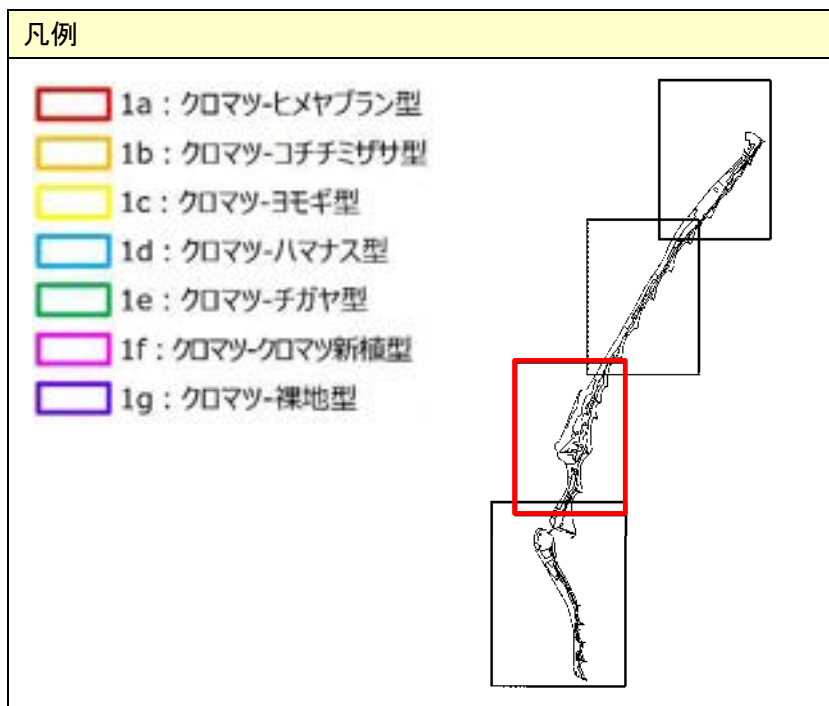 凡例
1a：クロマツ-ヒメヤブラン型
1b：クロマツ-コチヂミザサ型
1c：クロマツ-ヨモギ型
1d：クロマツ-ハマナス型
1e：クロマツ-チガヤ型
1f：クロマツ-クロマツ新植型
1g：クロマツ-裸地型